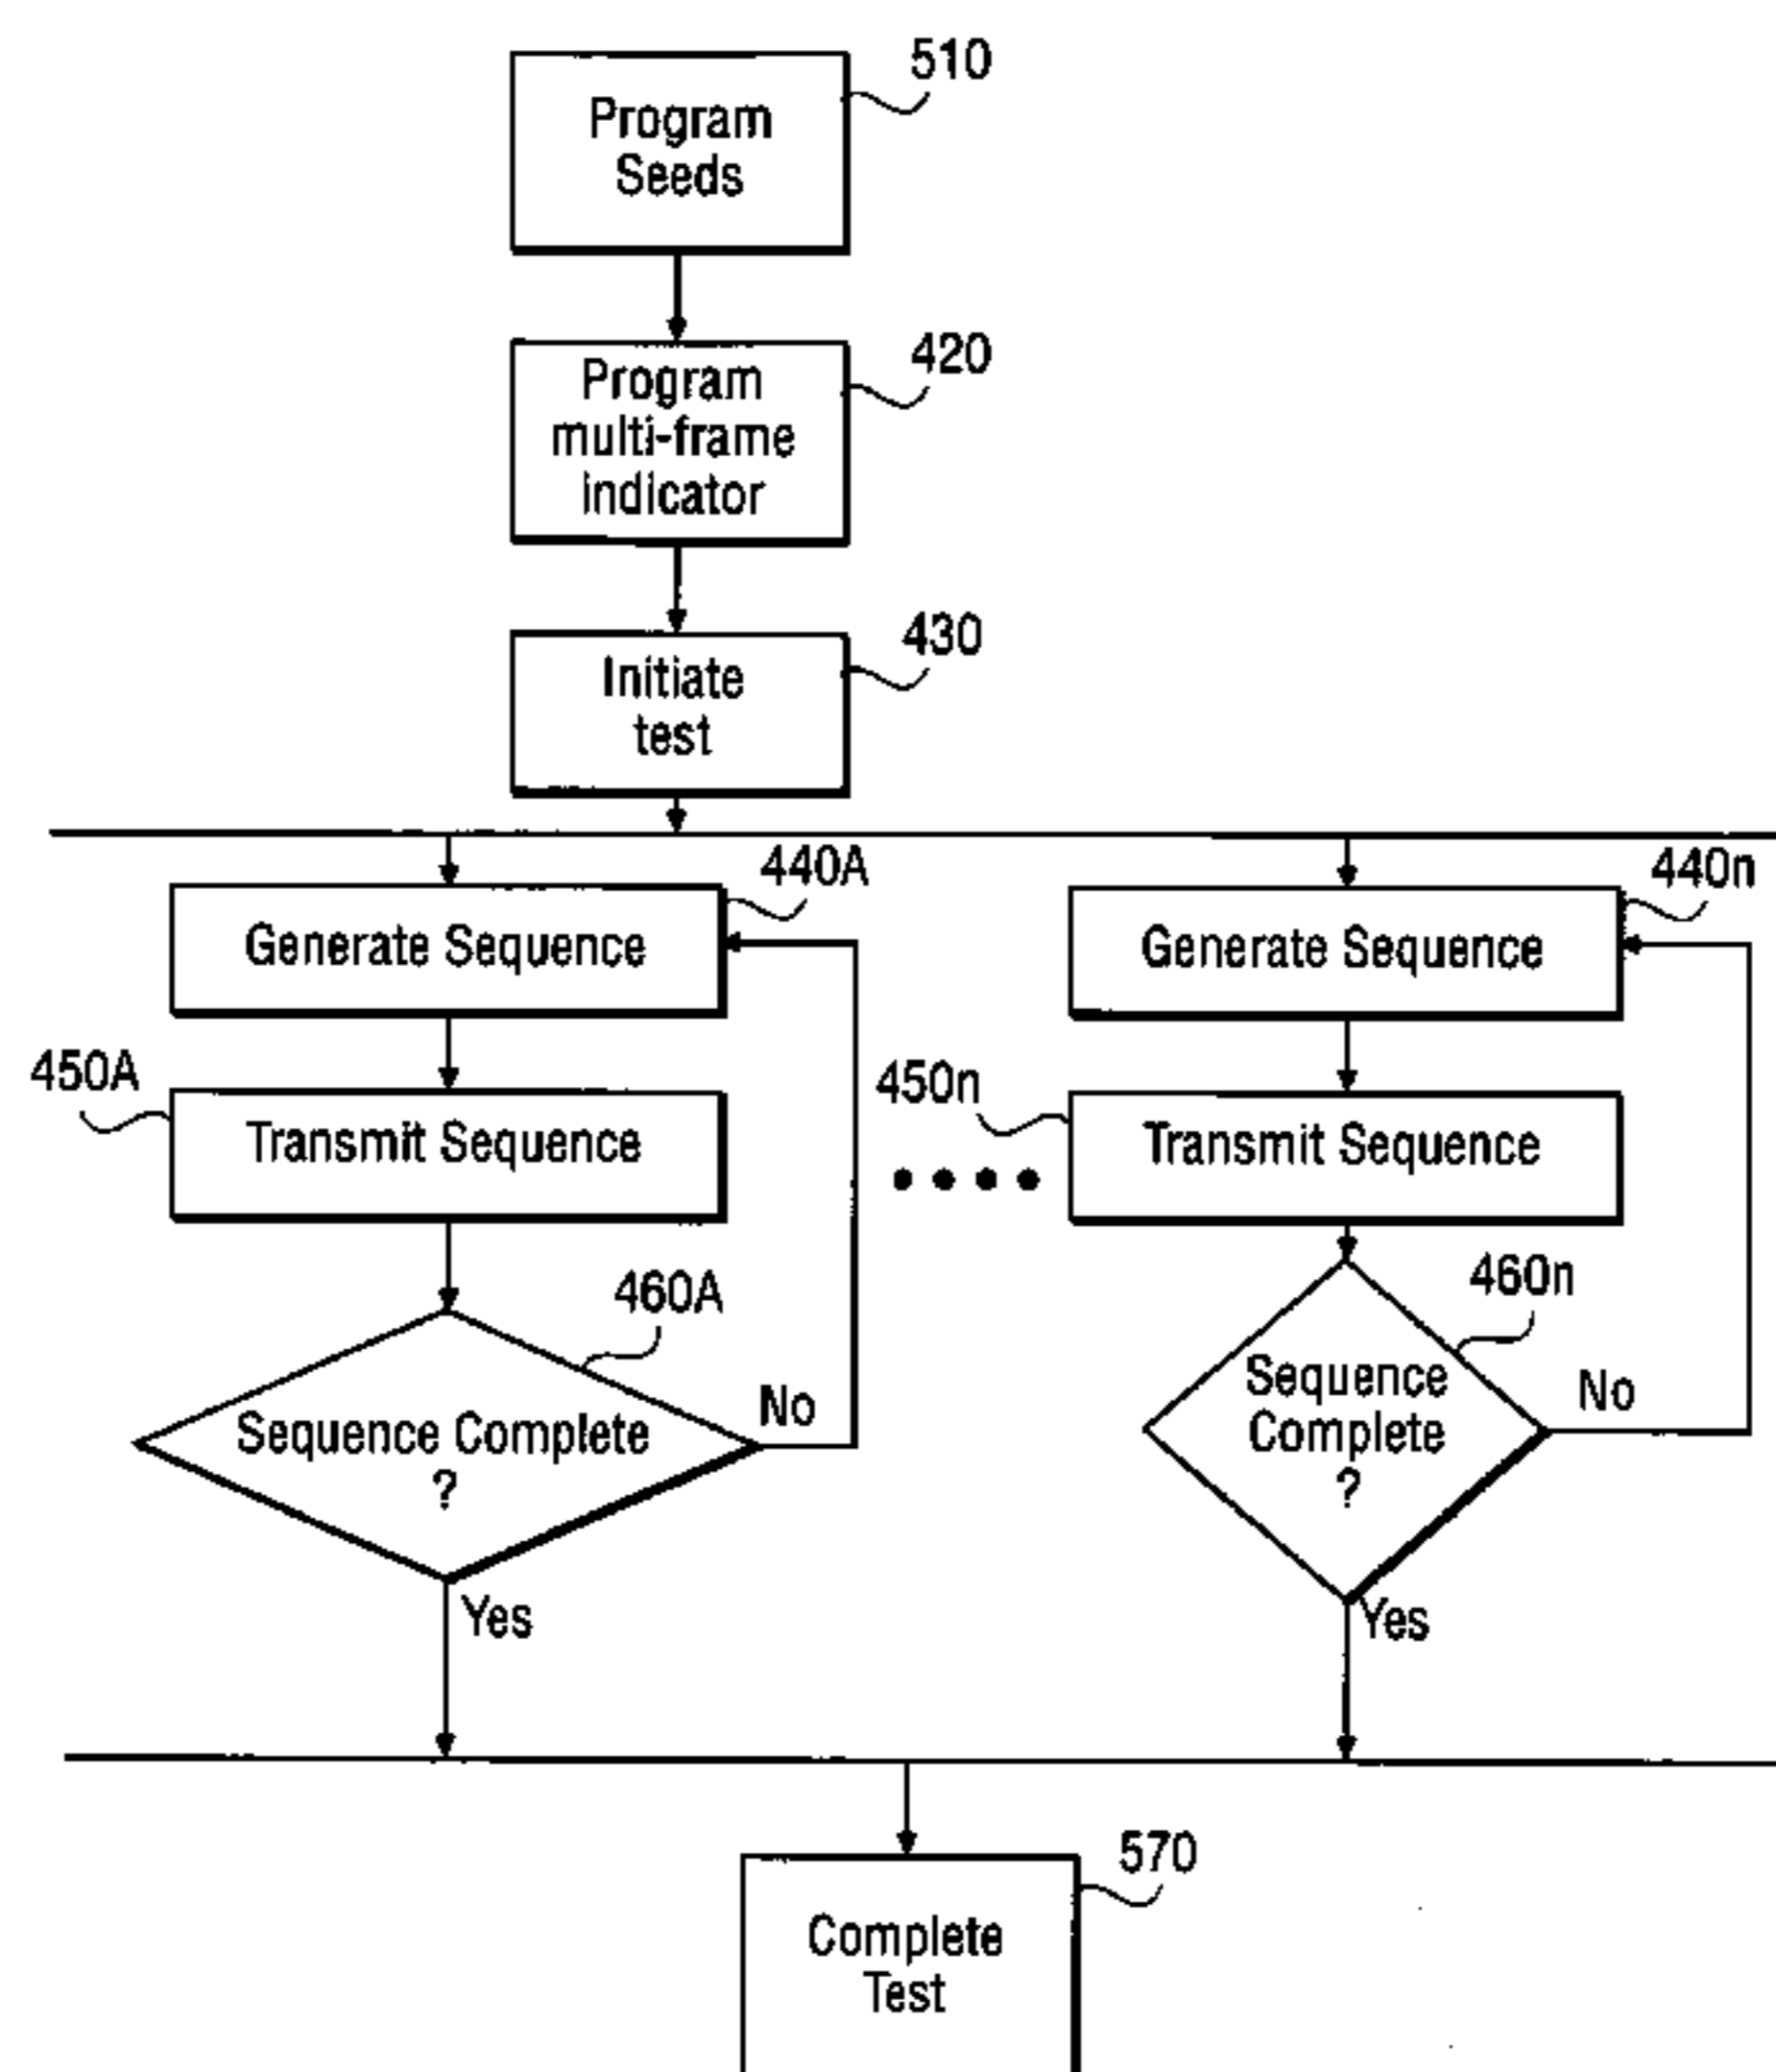 510
Program
Seeds
420
Program
multi-frame
indicator
430
Initiate
test
440A
Generate Sequence
440n
Generate Sequence
450A
Transmit Sequence
450n
Transmit Sequence
460A
Sequence Complete
?
No
Yes
460n
Sequence
Complete
?
No
Yes
570
Complete
Test